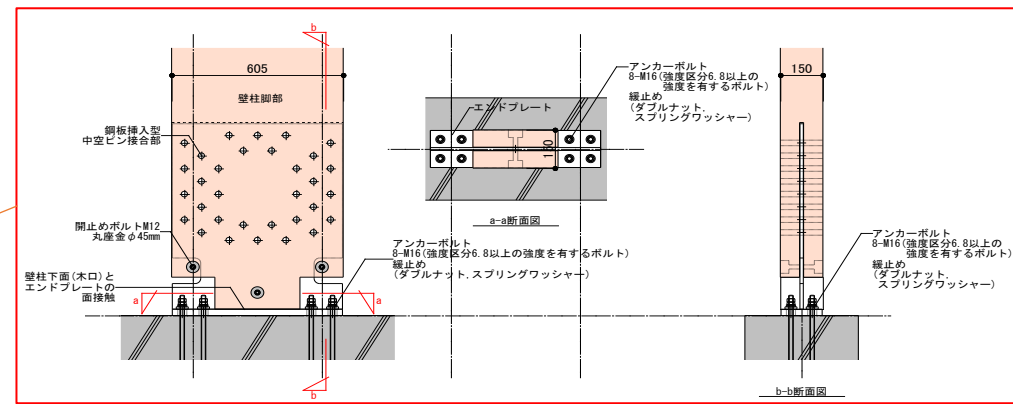 b
605
壁柱脚部
鋼板挿入型
中空ピン接合部
開止めボルトM12
丸座金φ45mm
壁柱下面(木口)と
エンドプレートの
面接触
a
a
b
アンカーボルト
8-M16(強度区分6.8以上の強度を有するボルト)
緩止め
(ダブルナット,スプリングワッシャー)
エンドプレート
150
a-a断面図
アンカーボルト
8-M16(強度区分6.8以上の
強度を有するボルト)
緩止め
(ダブルナット,
スプリングワッシャー)
150
アンカーボルト
8-M16(強度区分6.8以上の
強度を有するボルト)
緩止め
(ダブルナット,
スプリングワッシャー)
b-b断面図